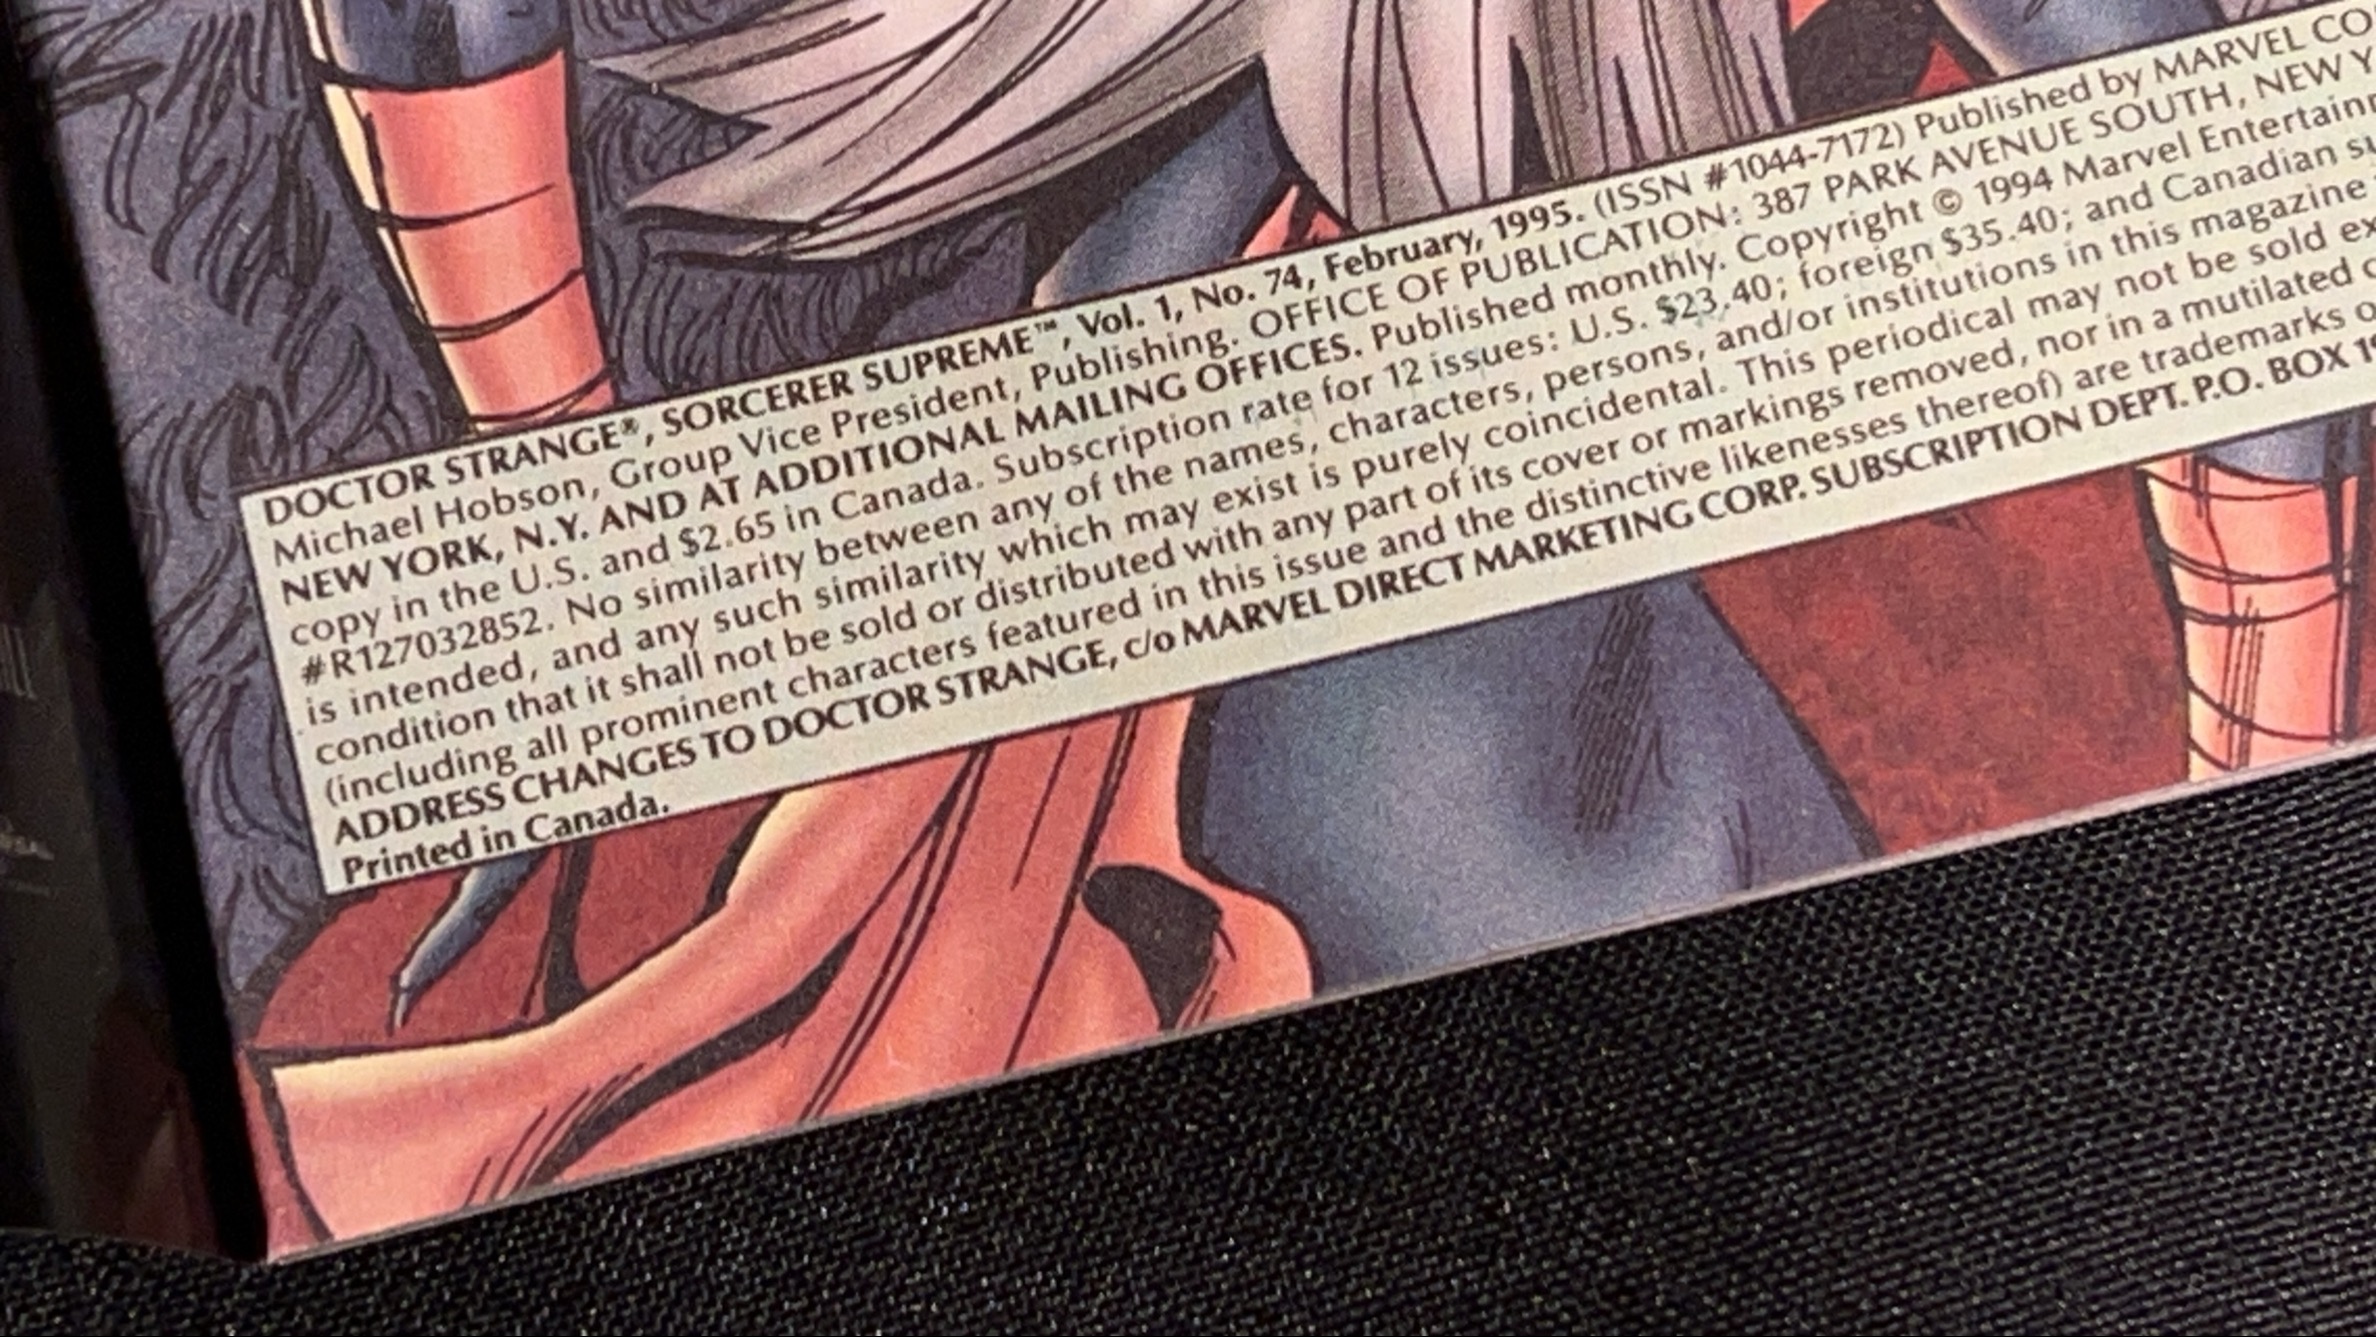 DOCTOR STRANGE®, SORCERER SUPREME™, Vol. 1, No. 74, February, 1995. (ISSN #1044-7172) Published by MARVEL
Michael Hobson, Group Vice President, Publishing. OFFICE OF PUBLICATION: 387 PARK AVENUE SOUTH, NEW
NEW YORK, N.Y. AND AT ADDITIONAL MAILING OFFICES. Published monthly. Copyright © 1994 Marvel
copy in the U.S. and $2.65 in Canada. Subscription rate for 12 issues: U.S. $23.40; foreign $35.40; and Canadian
#R127032852. No similarity between any of the names, characters, persons, and/or institutions in this magazine
is intended, and any such similarity which may exist is purely coincidental. This periodical may not be sold
condition that it shall not be sold or distributed with any part of its cover or markings removed, nor in a mutilated
(including all prominent characters featured in this issue and the distinctive likenesses thereof) are trademarks
ADDRESS CHANGES TO DOCTOR STRANGE, c/o MARVEL DIRECT MARKETING CORP. SUBSCRIPTION DEPT. P.O. BOX
Printed in Canada.